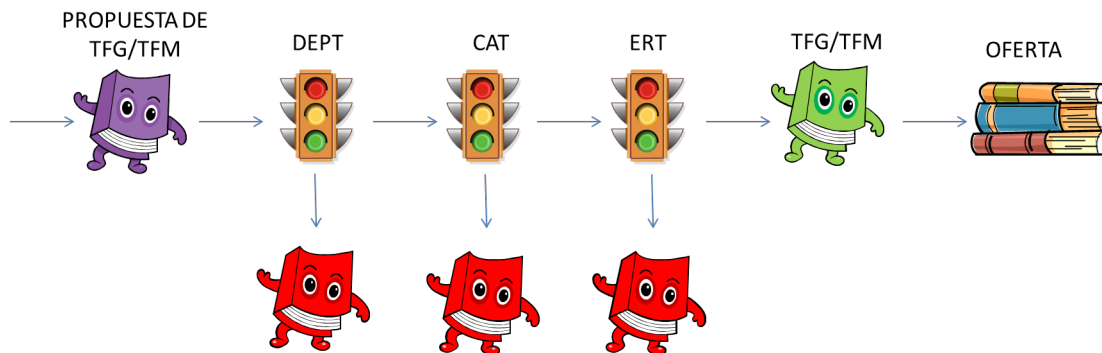 PROPUESTA DE
TFG/TFM
DEPT
CAT
ERT
TFG/TFM
OFERTA